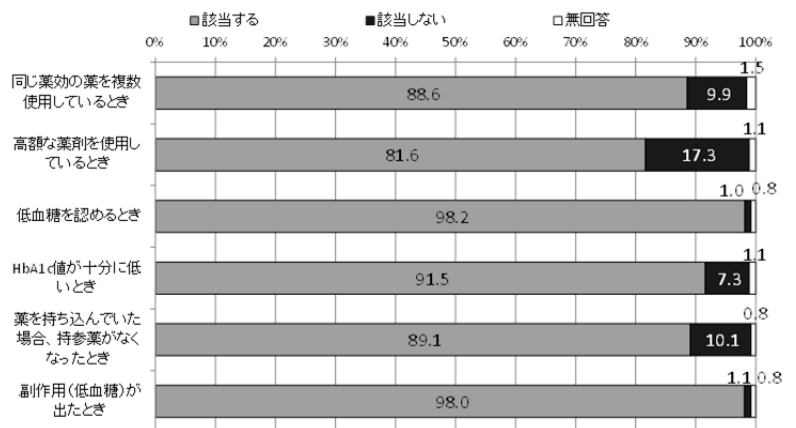 ■該当する ■該当しない □無回答
0% 10% 20% 30% 40% 50% 60% 70% 80% 90% 100%
同じ薬効の薬を複数
使用しているとき
88.6 9.9 1.5
高額な薬剤を使用し
ているとき
81.6 17.3 1.1
低血糖を認めるとき
98.2 1.0 0.8
HbA1c値が十分に低
いとき
91.5 7.3 1.1
薬を持ち込んでいた
場合、持参薬がなく
なったとき
89.1 10.1 0.8
副作用(低血糖)が
出たとき
98.0 1.1 0.8